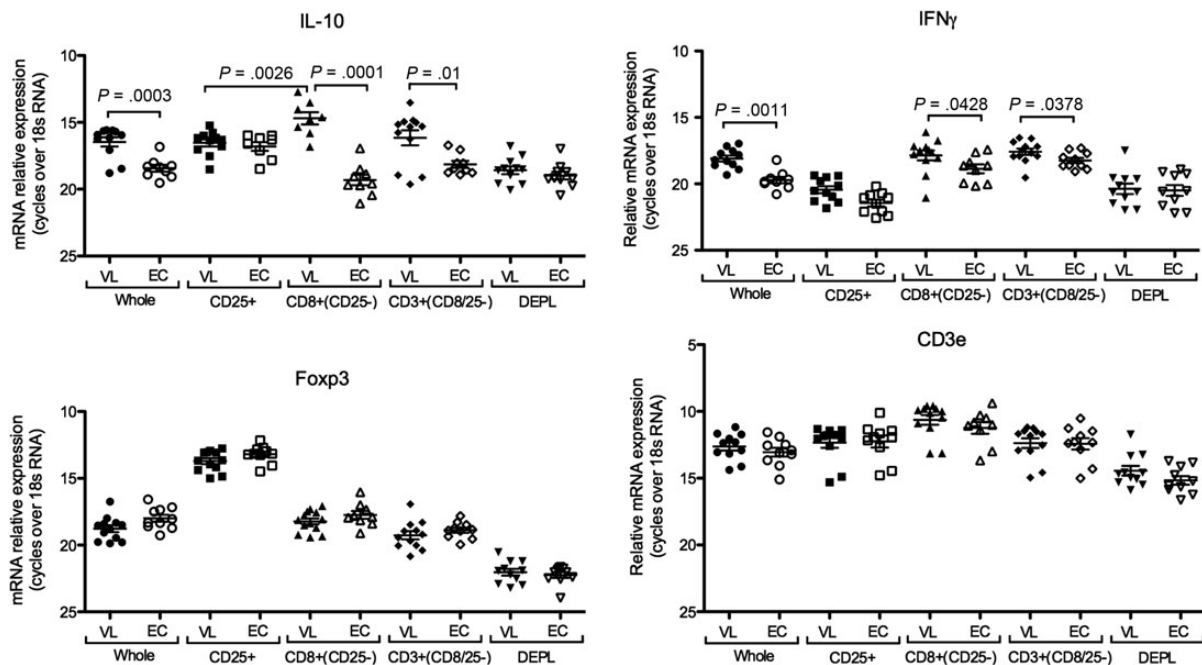 IL-10
mRNA relative expression
(cycles over 18s RNA)
10
15
20
25
P = .0003
P = .0026
P = .0001
P = .01
VL EC VL EC VL EC VL EC VL EC
Whole CD25+ CD8+(CD25-) CD3+(CD8/25-) DEPL
IFNγ
Relative mRNA expression
(cycles over 18s RNA)
10
15
20
25
P = .0011
P = .0428
P = .0378
VL EC VL EC VL EC VL EC VL EC
Whole CD25+ CD8+(CD25-) CD3+(CD8/25-) DEPL
Foxp3
mRNA relative expression
(cycles over 18s RNA)
10
15
20
25
VL EC VL EC VL EC VL EC VL EC
Whole CD25+ CD8+(CD25-) CD3+(CD8/25-) DEPL
CD3e
Relative mRNA expression
(cycles over 18s RNA)
5
10
15
20
25
VL EC VL EC VL EC VL EC VL EC
Whole CD25+ CD8+(CD25-) CD3+(CD8/25-) DEPL